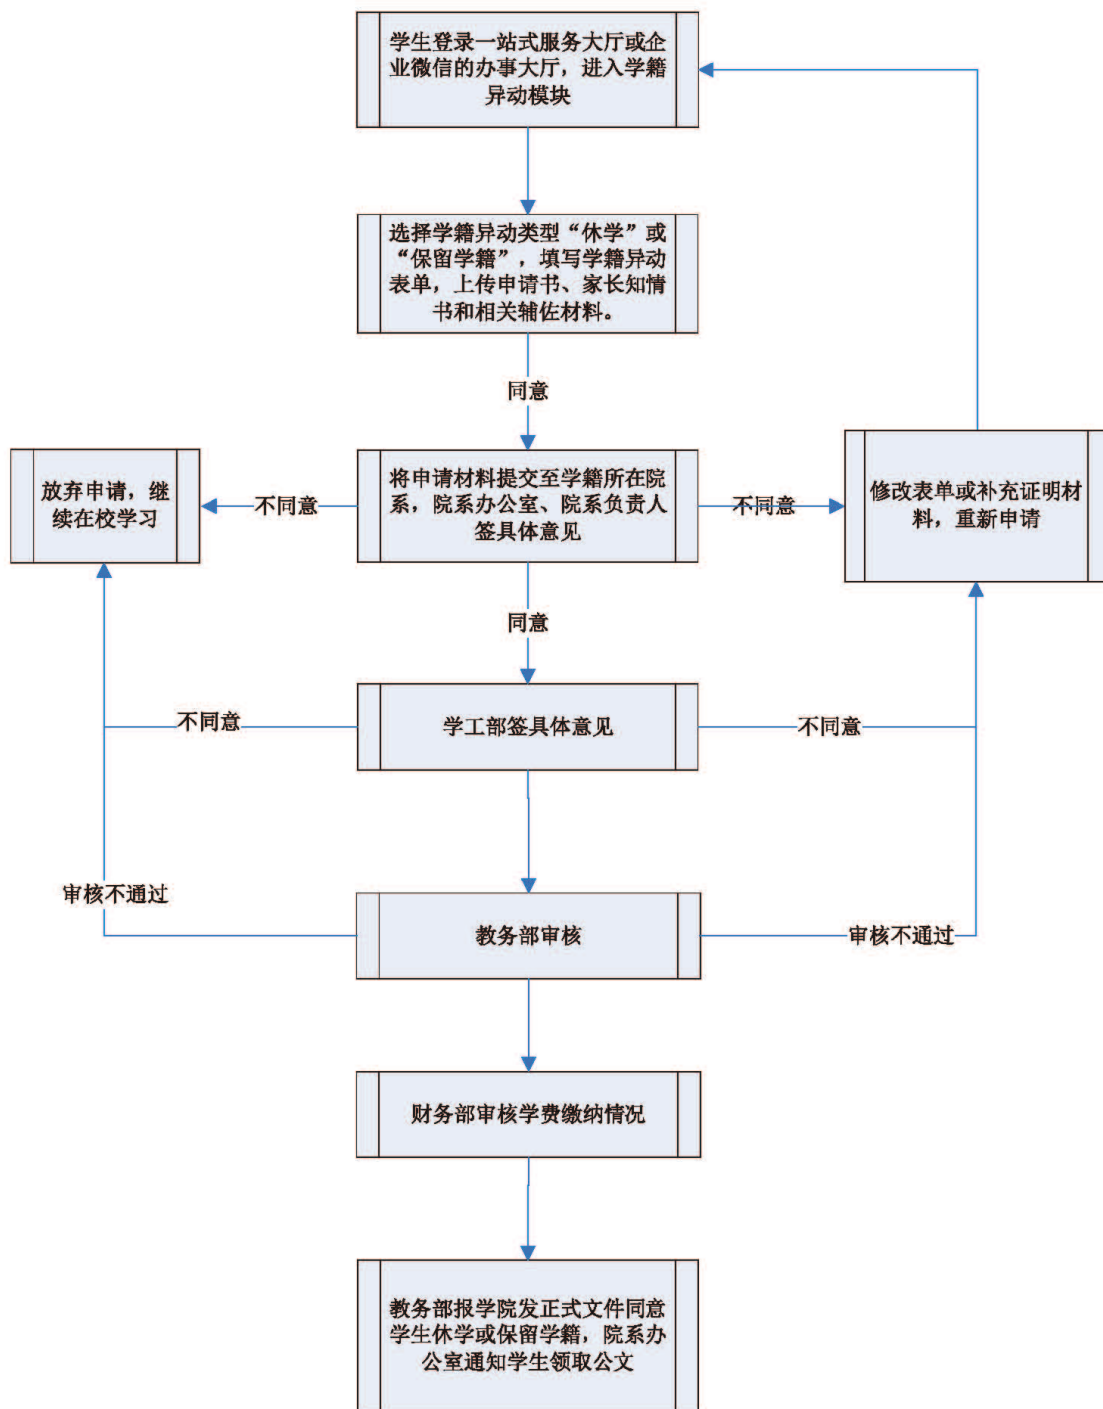 学生登录一站式服务大厅或企
业微信的办事大厅，进入学籍
异动模块
选择学籍异动类型“休学”或
“保留学籍”，填写学籍异动
表单，上传申请书、家长知情
书和相关辅佐材料。
同意
放弃申请，继
续在校学习
不同意
将申请材料提交至学籍所在院
系，院系办公室、院系负责人
签具体意见
不同意
修改表单或补充证明材
料，重新申请
同意
不同意
学工部签具体意见
不同意
审核不通过
教务部审核
审核不通过
财务部审核学费缴纳情况
教务部报学院发正式文件同意
学生休学或保留学籍，院系办
公室通知学生领取公文